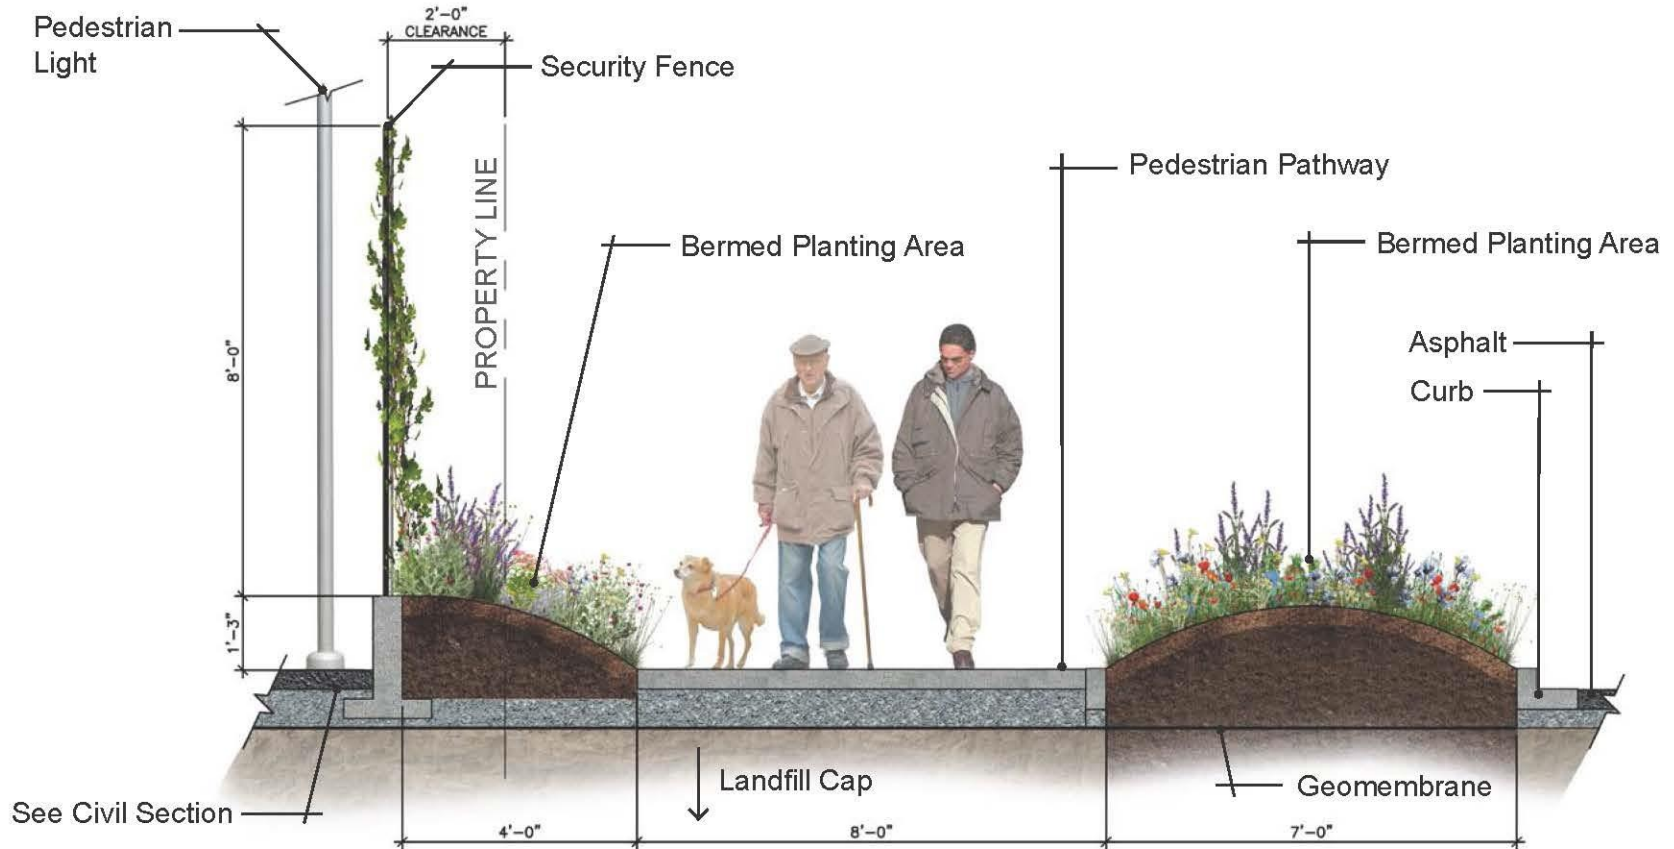 Pedestrian
Light
2'-0"
CLEARANCE
Security Fence
PROPERTY LINE
Pedestrian Pathway
Bermed Planting Area
Bermed Planting Area
Asphalt
Curb
8'-0"
1'-3"
Landfill Cap
Geomembrane
See Civil Section
4'-0"
8'-0"
7'-0"